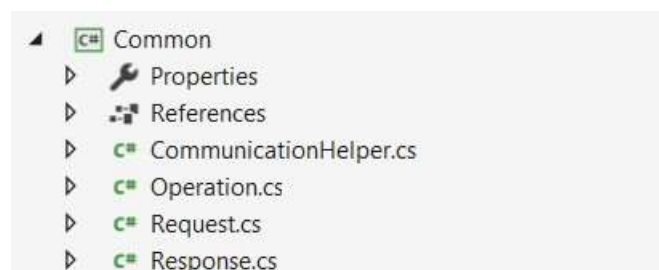 C# Common
Properties
References
C# CommunicationHelper.cs
C# Operation.cs
C# Request.cs
C# Response.cs